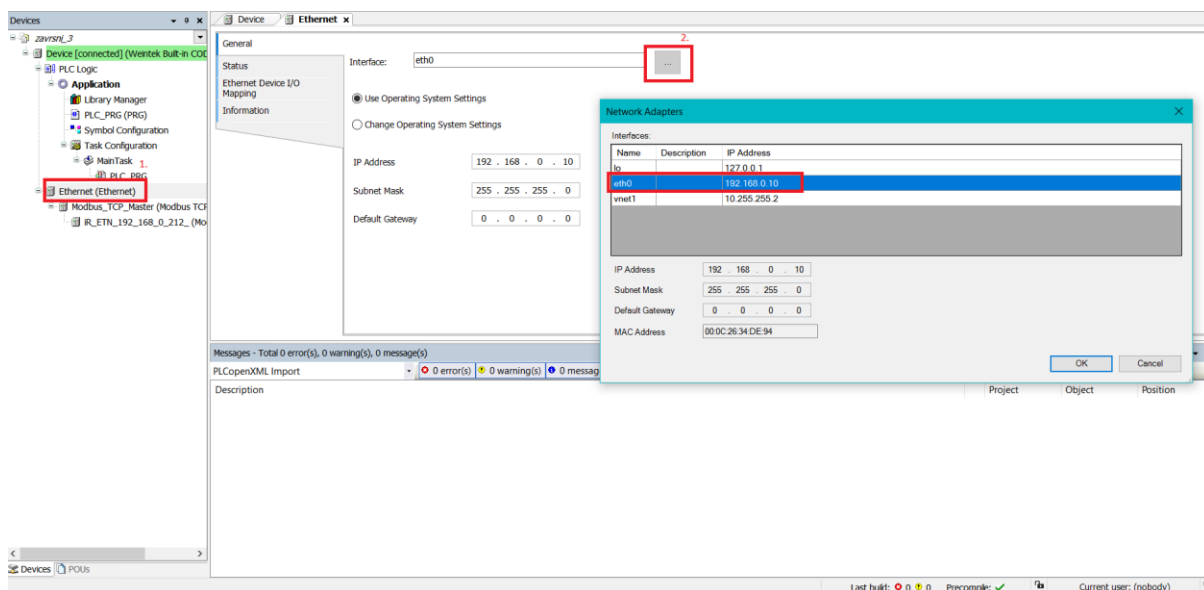 Devices
Device
Ethernet
zavrsni_3
Device [connected] (Weintek Built-in COD
PLC Logic
Application
Library Manager
PLC_PRG (PRG)
Symbol Configuration
Task Configuration
MainTask
1.
PLC_PRG
Ethernet (Ethernet)
Modbus_TCP_Master (Modbus TCP
iR_ETN_192_168_0_212_ (Mo
Devices
POUs
General
Status
Ethernet Device I/O
Mapping
Information
2.
Interface: eth0 ...
Use Operating System Settings
Change Operating System Settings
IP Address 192 . 168 . 0 . 10
Subnet Mask 255 . 255 . 255 . 0
Default Gateway 0 . 0 . 0 . 0
Network Adapters
Interfaces:
Name Description IP Address
lo 127.0.0.1
eth0 192.168.0.10
vnet1 10.255.255.2
IP Address 192 . 168 . 0 . 10
Subnet Mask 255 . 255 . 255 . 0
Default Gateway 0 . 0 . 0 . 0
MAC Address 00:0C:26:34:DE:94
OK Cancel
Messages - Total 0 error(s), 0 warning(s), 0 message(s)
PLCopenXML Import 0 error(s) 0 warning(s) 0 messag
Description Project Object Position
Last build: 0 0 Precompile: Current user: (nobody)